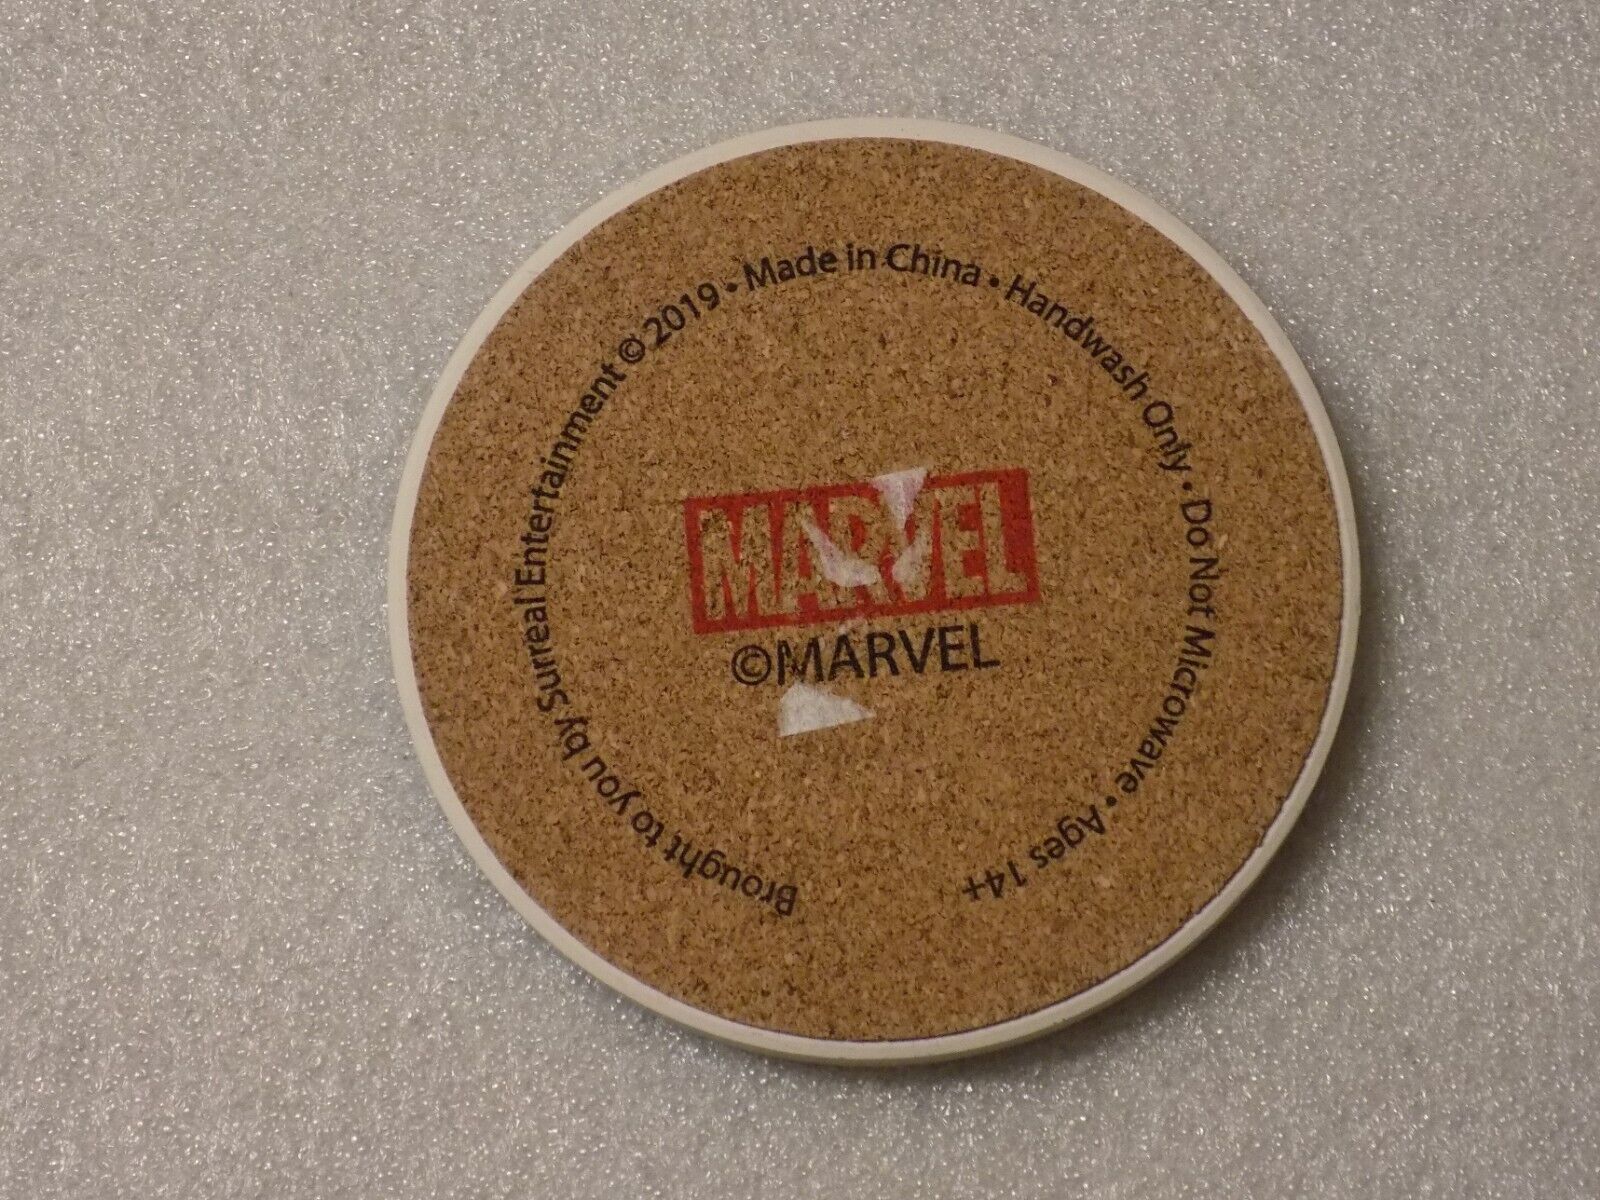 Brought to you by Surreal Entertainment © 2019 • Made in China • Handwash Only • Do Not Microwave • Ages 14+
MARVEL
©MARVEL